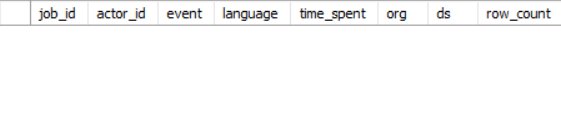 job_id actor_id event language time_spent org ds row_count